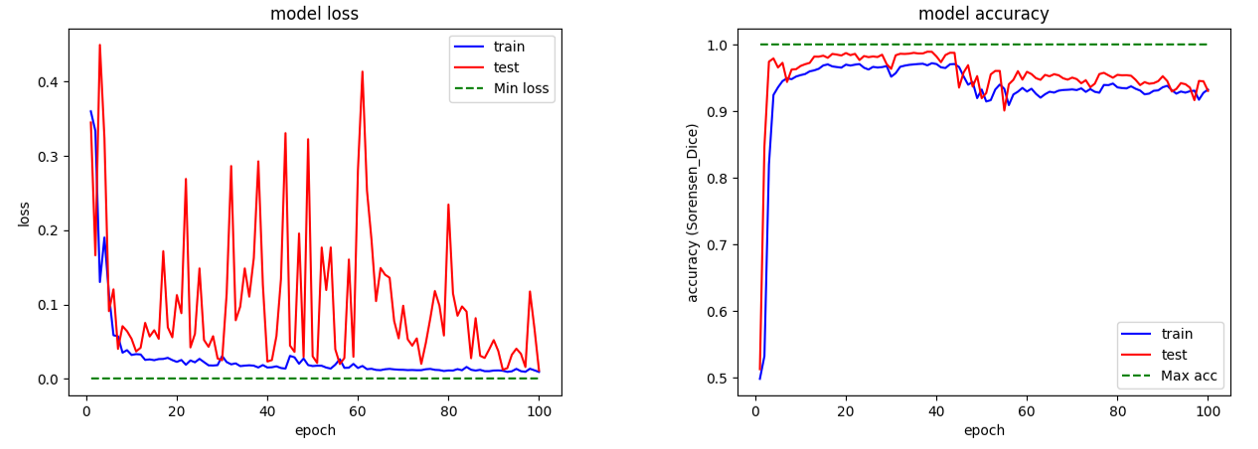 model loss
train
test
Min loss
0.4
0.3
0.2
0.1
0.0
loss
0 20 40 60 80 100
epoch
model accuracy
1.0
0.9
0.8
0.7
0.6
0.5
accuracy (Sorensen_Dice)
train
test
Max acc
0 20 40 60 80 100
epoch